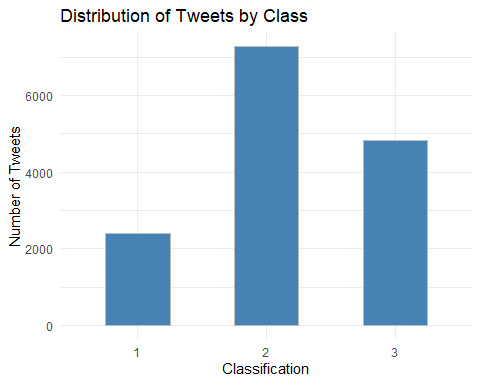 Distribution of Tweets by Class
Number of Tweets
6000
4000
2000
0
1 2 3
Classification